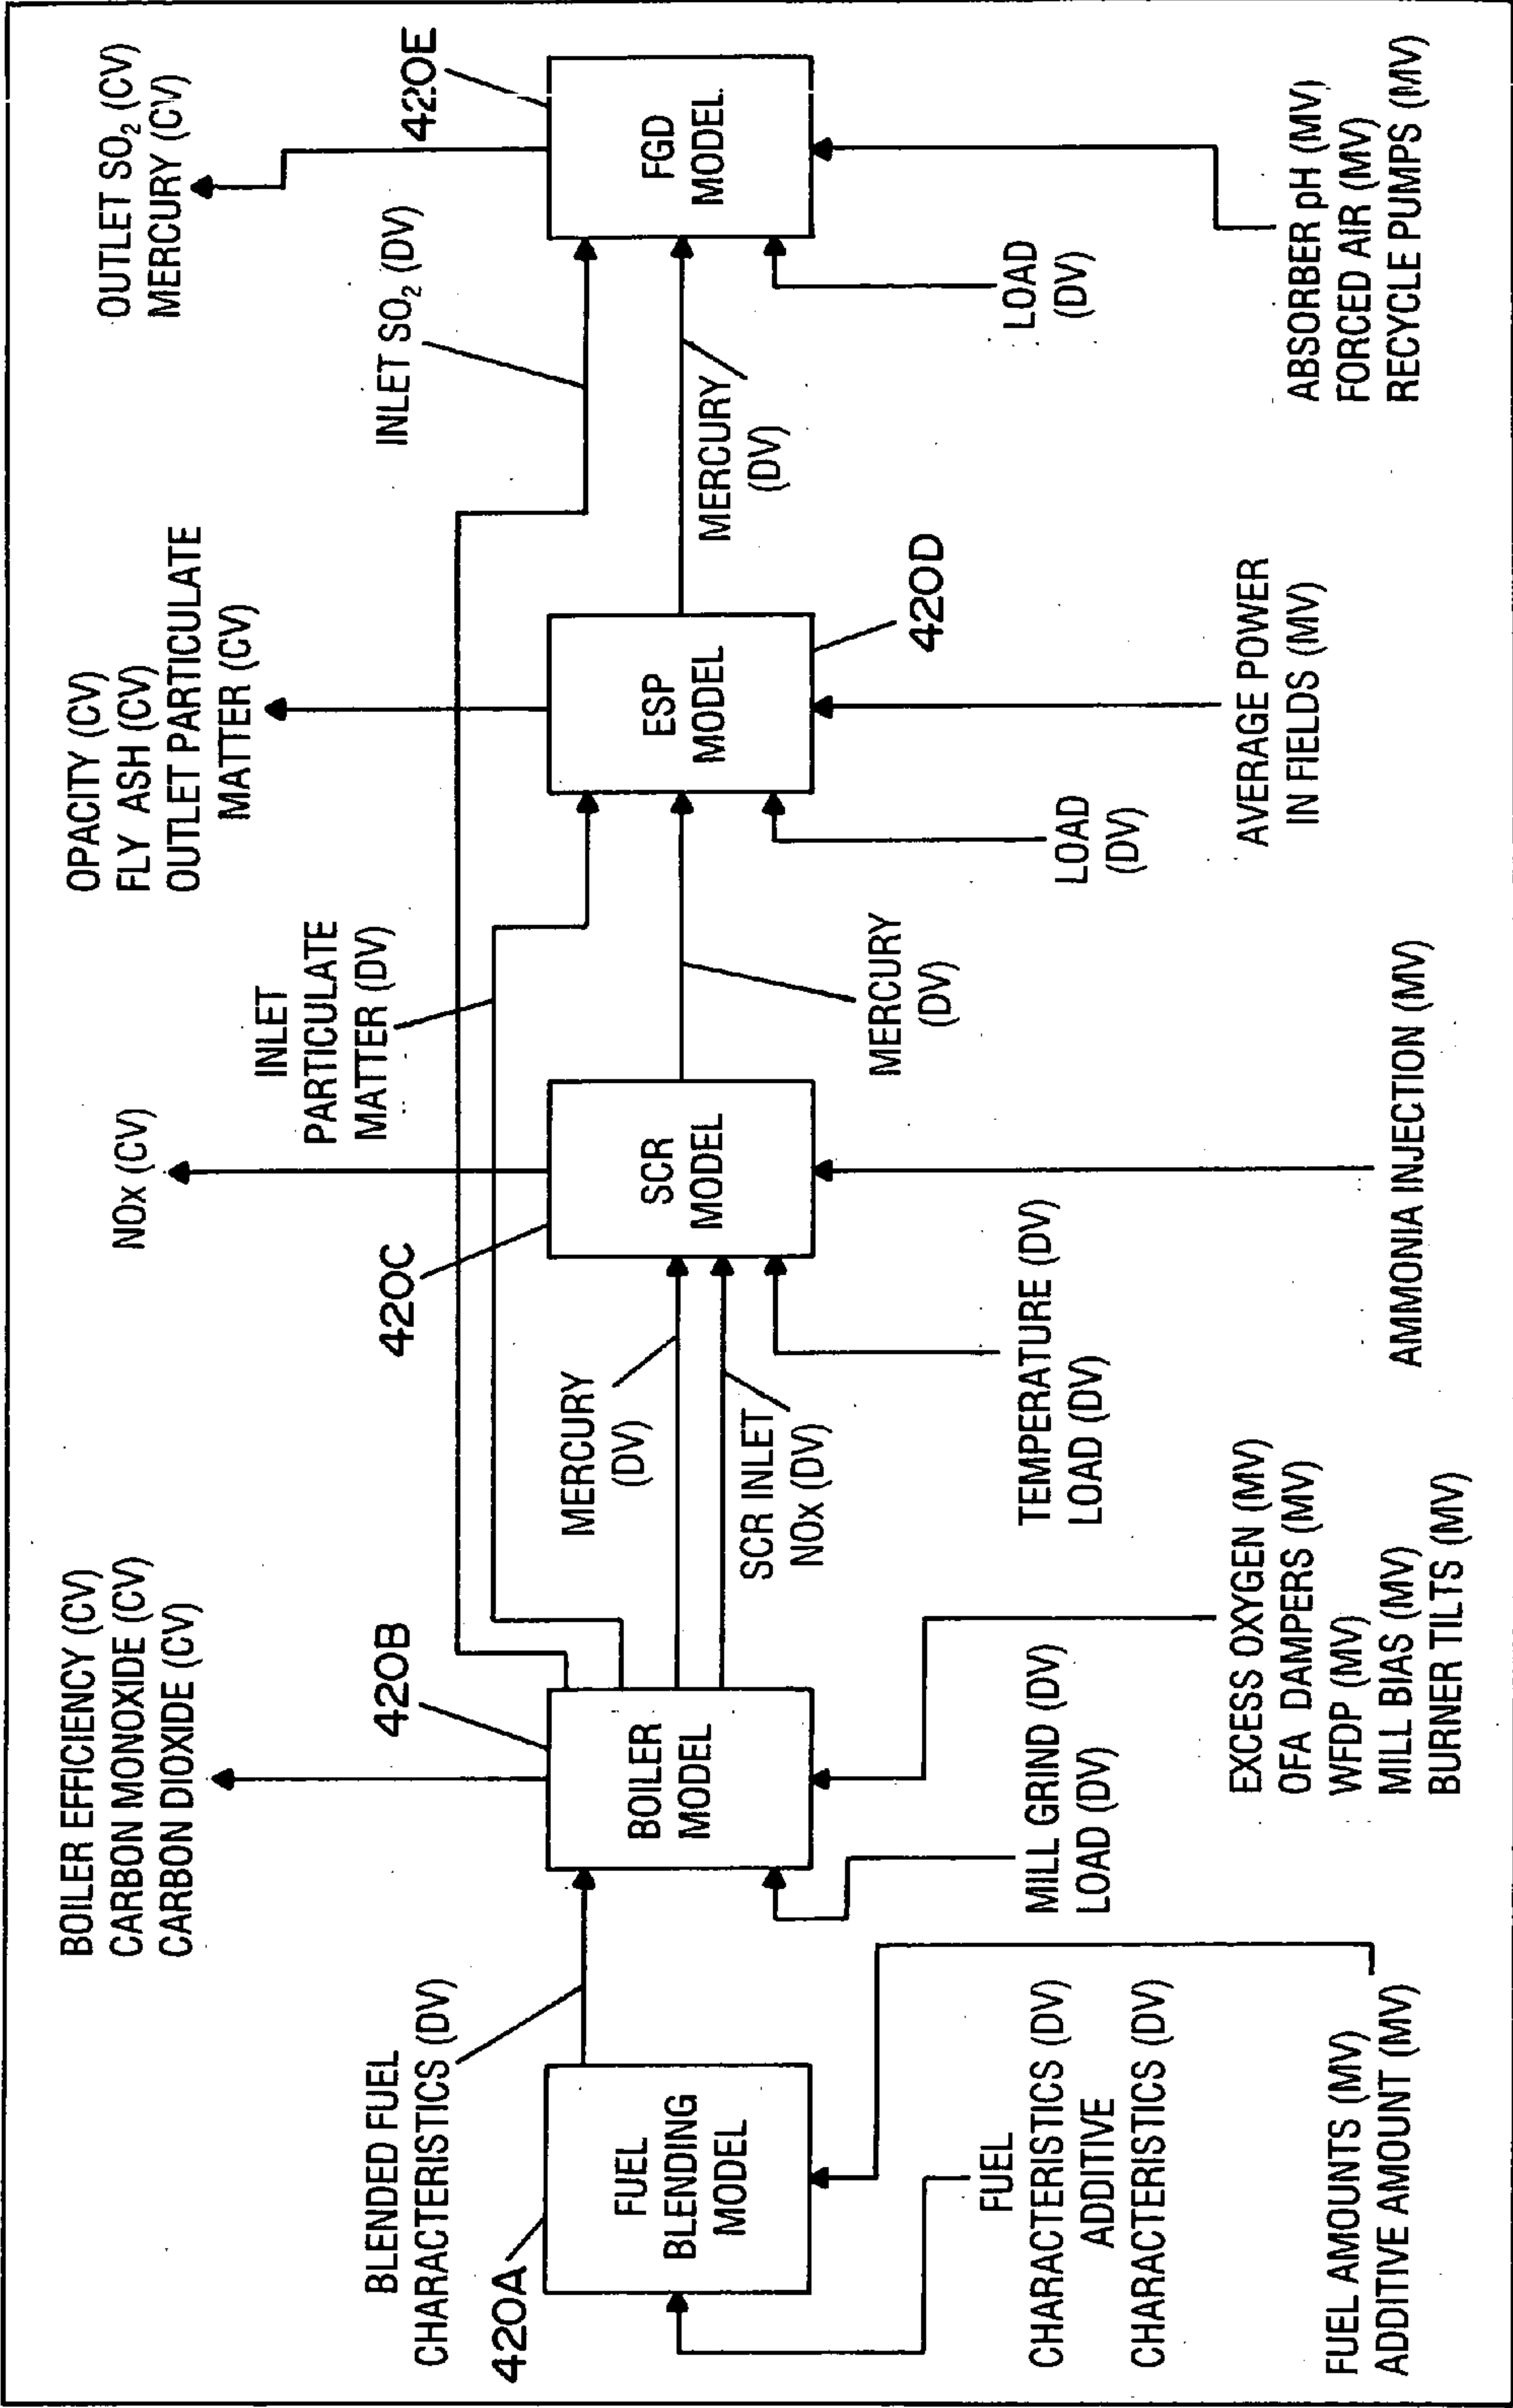 BOILER EFFICIENCY (CV)
CARBON MONOXIDE (CV)
CARBON DIOXIDE (CV)
NOx (CV)
OPACITY (CV)
FLY ASH (CV)
OUTLET PARTICULATE
MATTER (CV)
OUTLET SO₂ (CV)
MERCURY (CV)
INLET
PARTICULATE
MATTER (DV)
INLET SO₂ (DV)
BLENDED FUEL
CHARACTERISTICS (DV)
420A
FUEL
BLENDING
MODEL
420B
BOILER
MODEL
MERCURY
(DV)
SCR INLET
NOx (DV)
420C
SCR
MODEL
MERCURY
(DV)
ESP
MODEL
420D
MERCURY
(DV)
420E
FGD
MODEL
FUEL
CHARACTERISTICS (DV)
ADDITIVE
CHARACTERISTICS (DV)
MILL GRIND (DV)
LOAD (DV)
TEMPERATURE (DV)
LOAD (DV)
LOAD
(DV)
LOAD
(DV)
FUEL AMOUNTS (MV)
ADDITIVE AMOUNT (MV)
EXCESS OXYGEN (MV)
OFA DAMPERS (MV)
WFDP (MV)
MILL BIAS (MV)
BURNER TILTS (MV)
AMMONIA INJECTION (MV)
AVERAGE POWER
IN FIELDS (MV)
ABSORBER pH (MV)
FORCED AIR (MV)
RECYCLE PUMPS (MV)